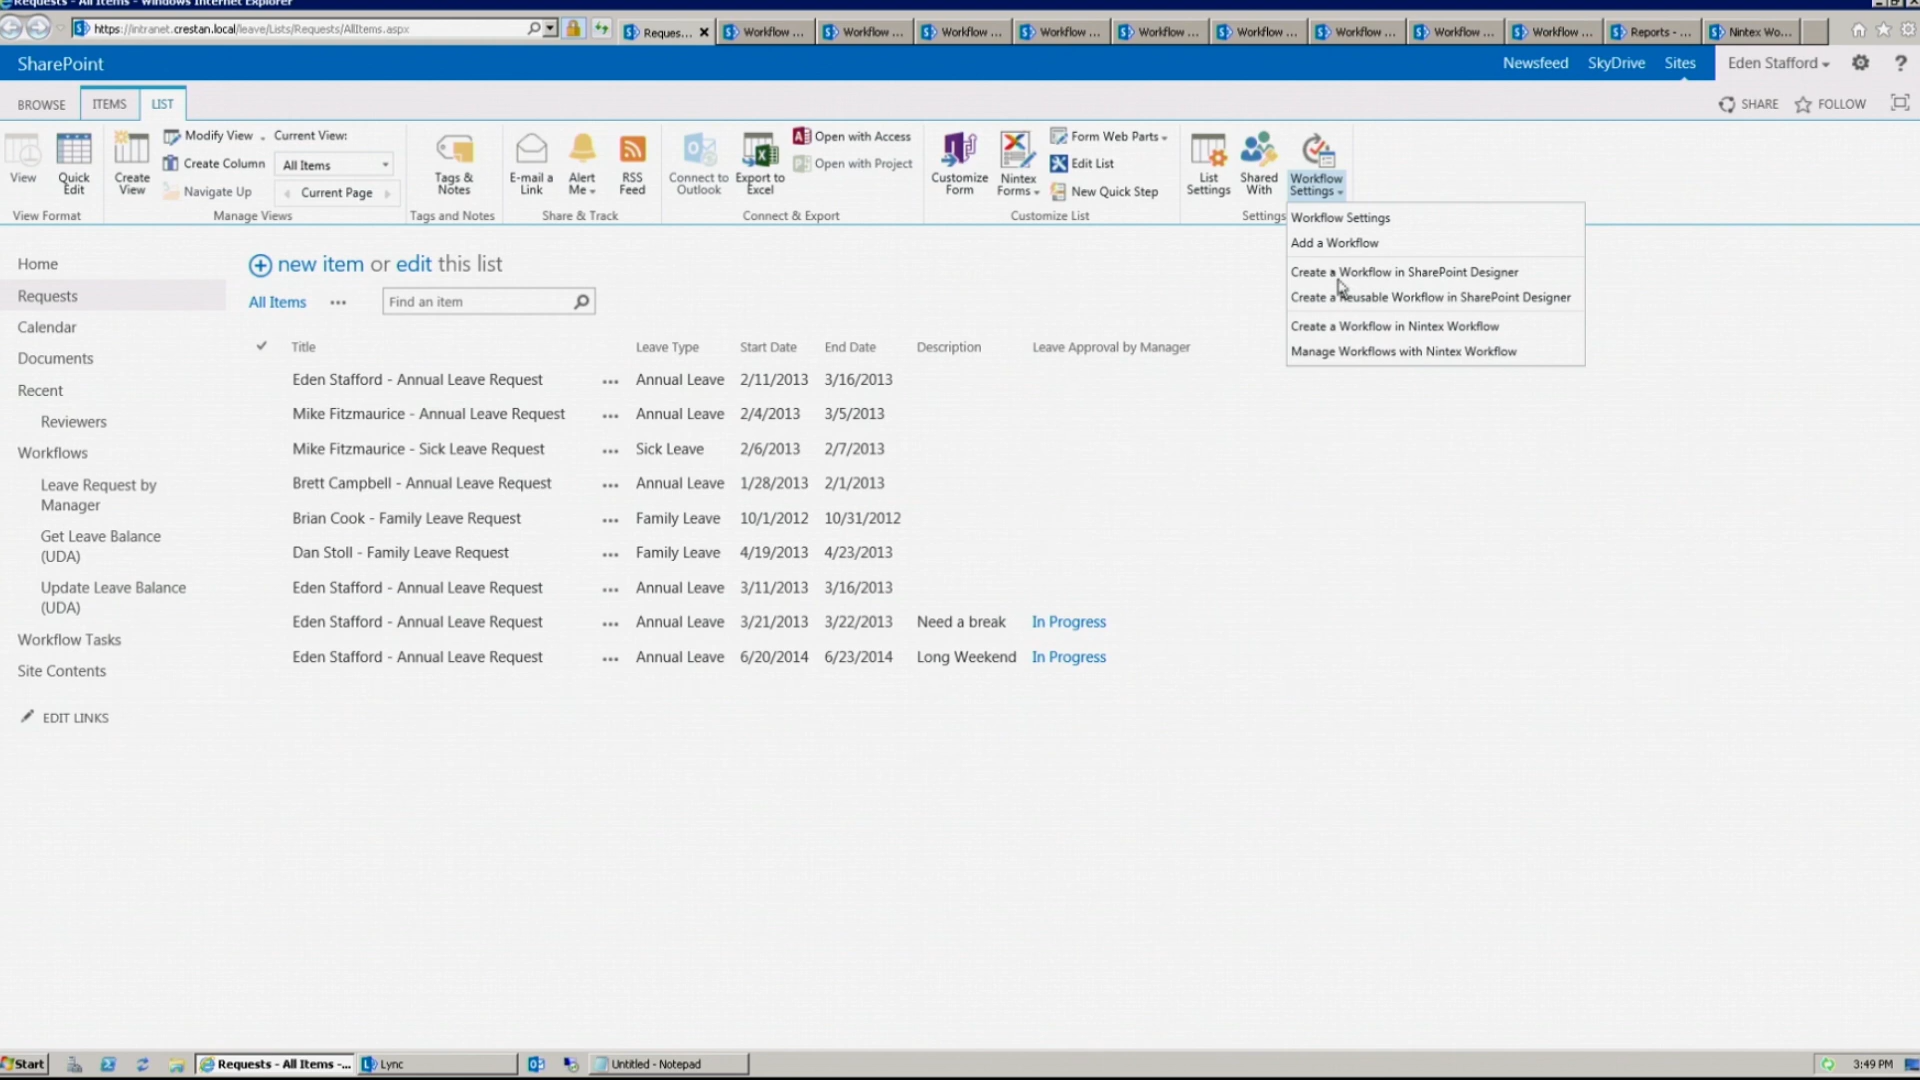 Requests - All Items - Windows Internet Explorer
https://intranet.crestan.local/leave/Lists/Requests/AllItems.aspx
Reques...
Workflow ...
Workflow ...
Workflow ...
Workflow ...
Workflow ...
Workflow ...
Workflow ...
Workflow ...
Workflow ...
Reports - ...
Nintex Wo...
SharePoint
Newsfeed
SkyDrive
Sites
Eden Stafford
?
BROWSE
ITEMS
LIST
SHARE
FOLLOW
View
Quick Edit
View Format
Create View
Modify View
Create Column
Navigate Up
Current View:
All Items
Current Page
Manage Views
Tags & Notes
Tags and Notes
E-mail a Link
Alert Me
RSS Feed
Share & Track
Connect to Outlook
Export to Excel
Open with Access
Open with Project
Connect & Export
Customize Form
Nintex Forms
Form Web Parts
Edit List
New Quick Step
Customize List
List Settings
Shared With
Workflow Settings
Settings
Workflow Settings
Add a Workflow
Create a Workflow in SharePoint Designer
Create a Reusable Workflow in SharePoint Designer
Create a Workflow in Nintex Workflow
Manage Workflows with Nintex Workflow
Home
Requests
Calendar
Documents
Recent
Reviewers
Workflows
Leave Request by
Manager
Get Leave Balance
(UDA)
Update Leave Balance
(UDA)
Workflow Tasks
Site Contents
EDIT LINKS
new item or edit this list
All Items ... Find an item
Title Leave Type Start Date End Date Description Leave Approval by Manager
Eden Stafford - Annual Leave Request ... Annual Leave 2/11/2013 3/16/2013
Mike Fitzmaurice - Annual Leave Request ... Annual Leave 2/4/2013 3/5/2013
Mike Fitzmaurice - Sick Leave Request ... Sick Leave 2/6/2013 2/7/2013
Brett Campbell - Annual Leave Request ... Annual Leave 1/28/2013 2/1/2013
Brian Cook - Family Leave Request ... Family Leave 10/1/2012 10/31/2012
Dan Stoll - Family Leave Request ... Family Leave 4/19/2013 4/23/2013
Eden Stafford - Annual Leave Request ... Annual Leave 3/11/2013 3/16/2013
Eden Stafford - Annual Leave Request ... Annual Leave 3/21/2013 3/22/2013 Need a break In Progress
Eden Stafford - Annual Leave Request ... Annual Leave 6/20/2014 6/23/2014 Long Weekend In Progress
Start
Requests - All Items -...
Lync
Untitled - Notepad
3:49 PM